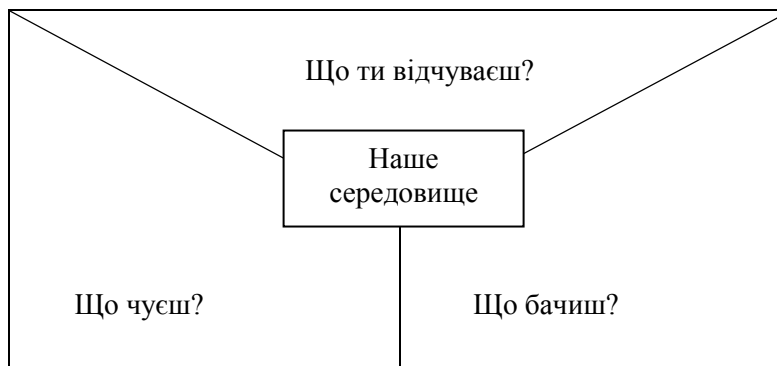 Що ти відчуваєш?
Наше
середовище
Що чуєш?
Що бачиш?